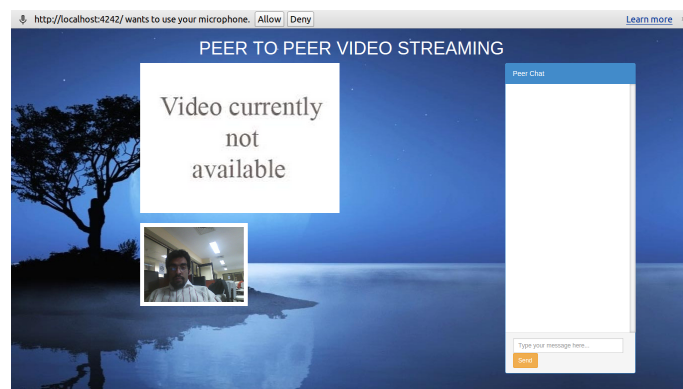 http://localhost:4242/ wants to use your microphone. Allow Deny Learn more
PEER TO PEER VIDEO STREAMING
Video currently
not
available
Peer Chat
Type your message here...
Send